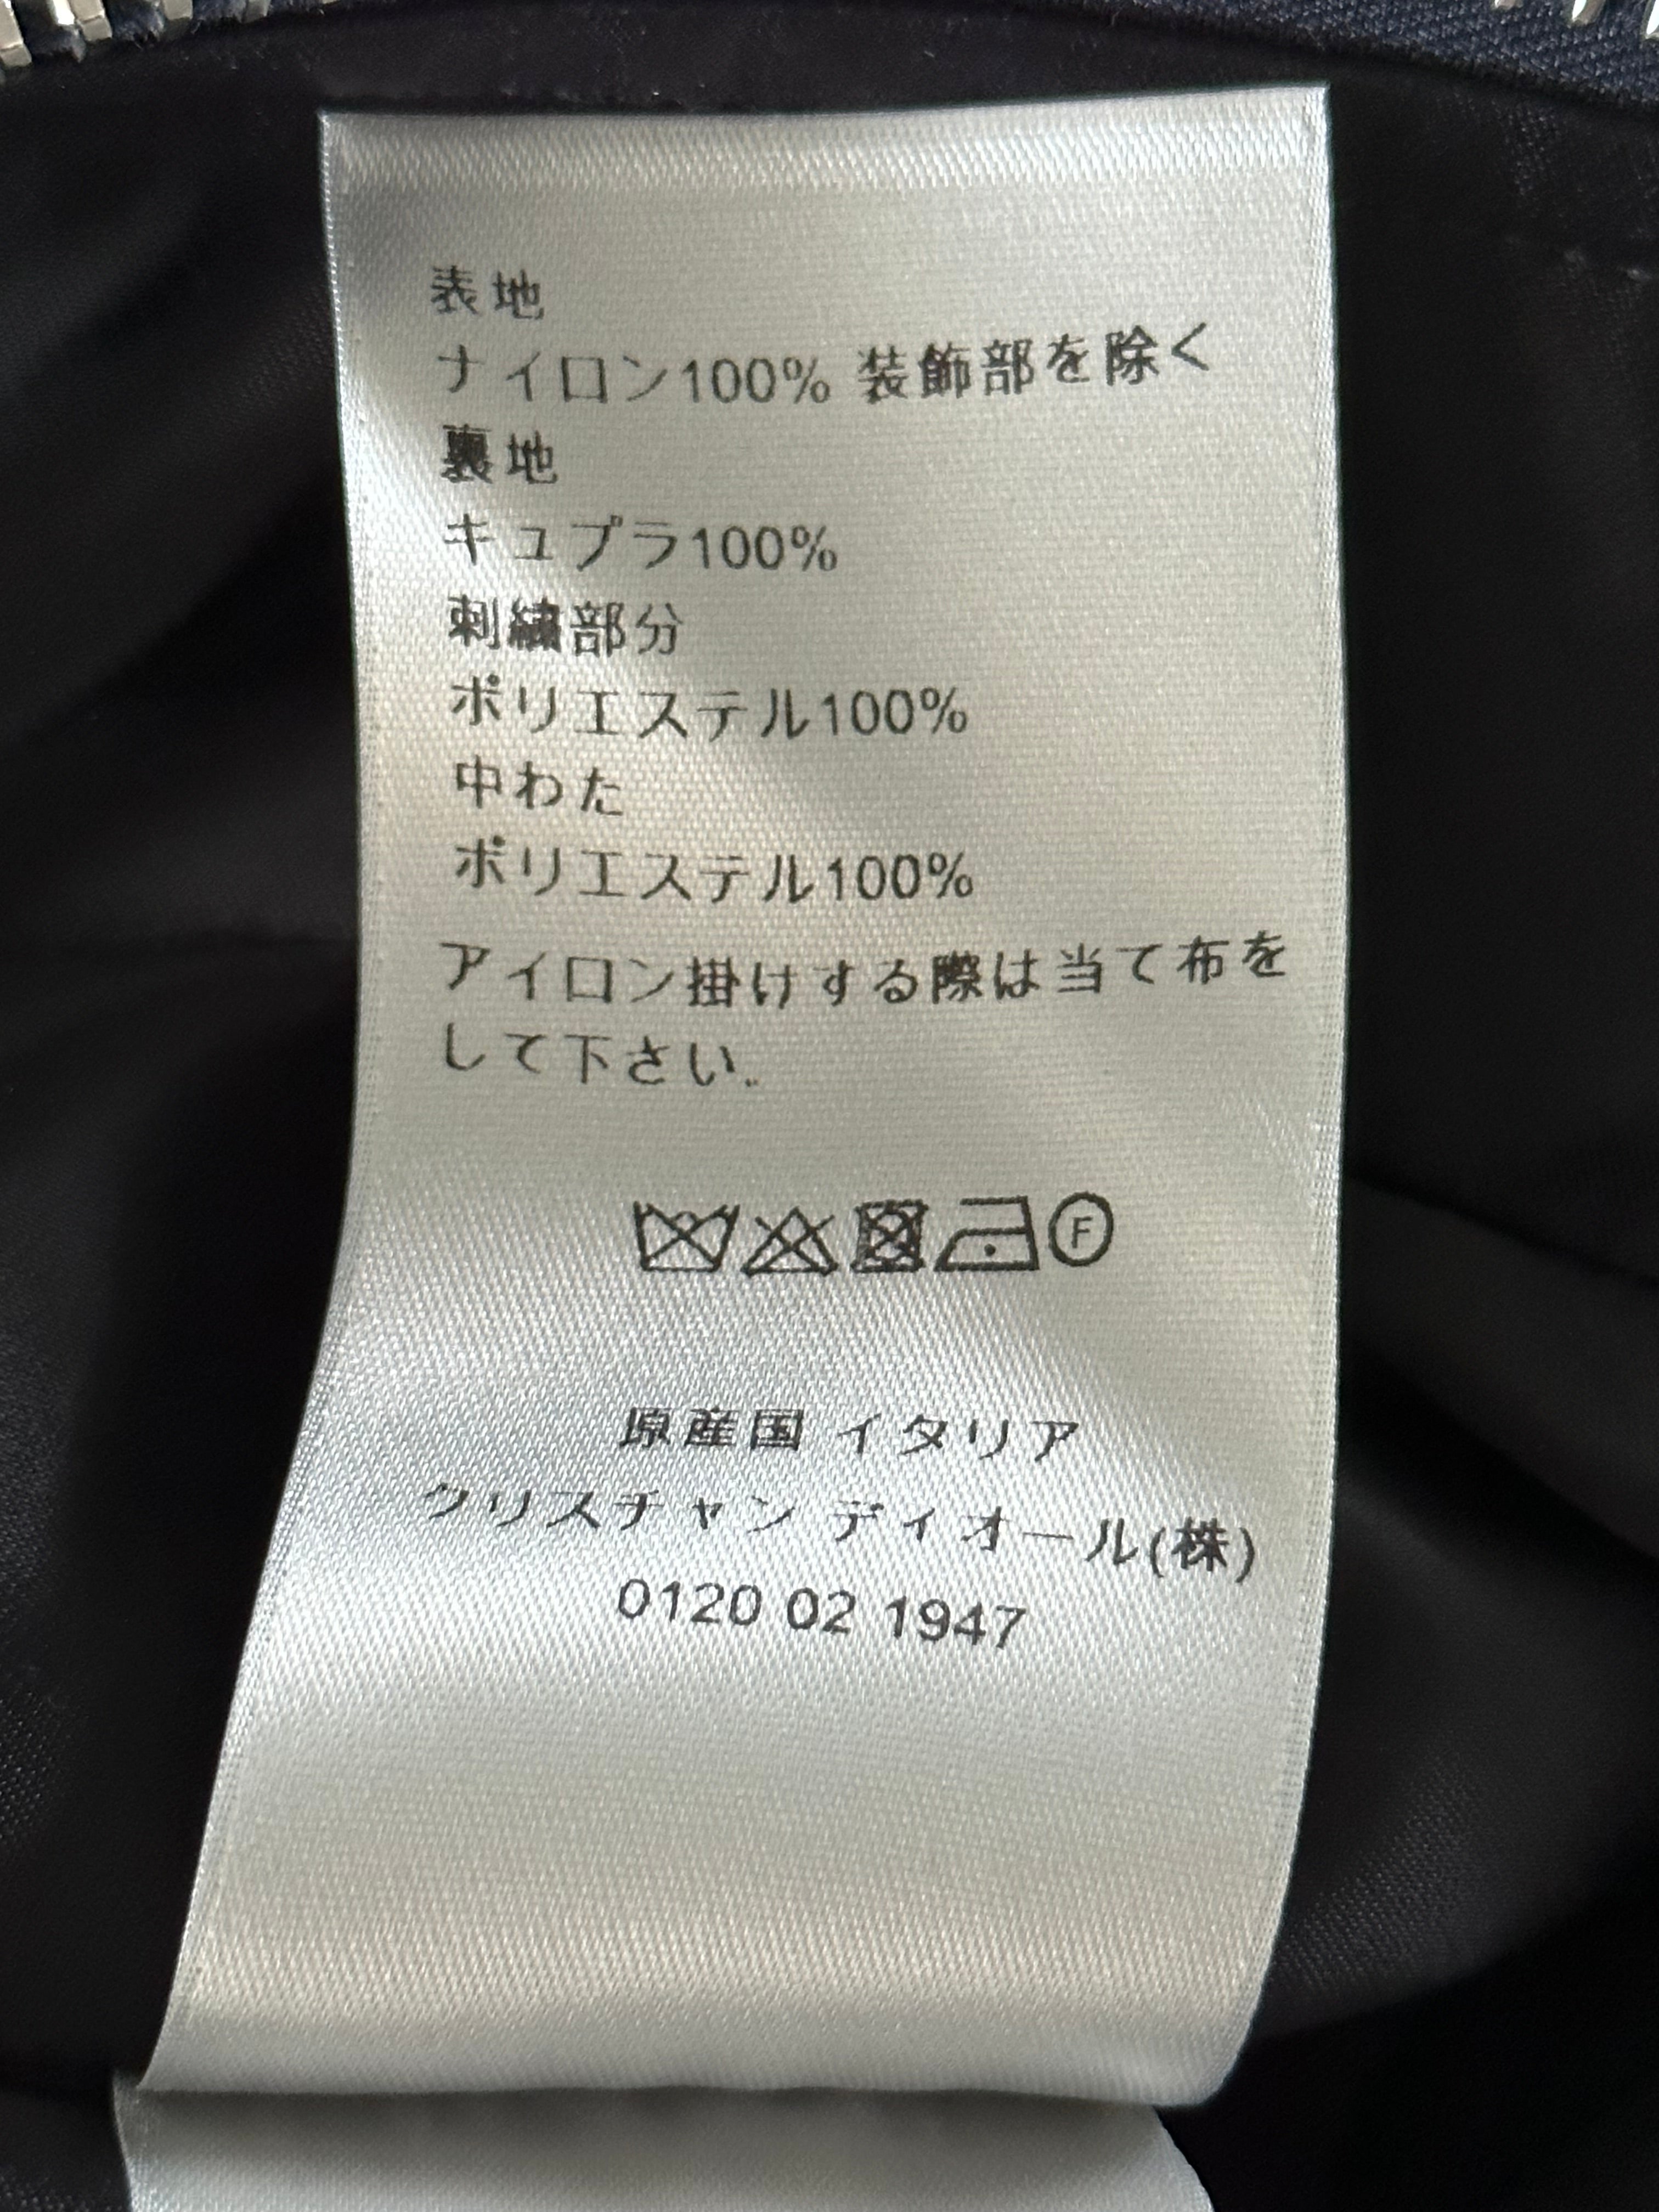 表地
ナイロン100% 装飾部を除く
裏地
キュプラ100%
刺繍部分
ポリエステル100%
中わた
ポリエステル100%
アイロン掛けする際は当て布を
して下さい。
F
原産国 イタリア
クリスチャン ディオール(株)
0120 02 1947